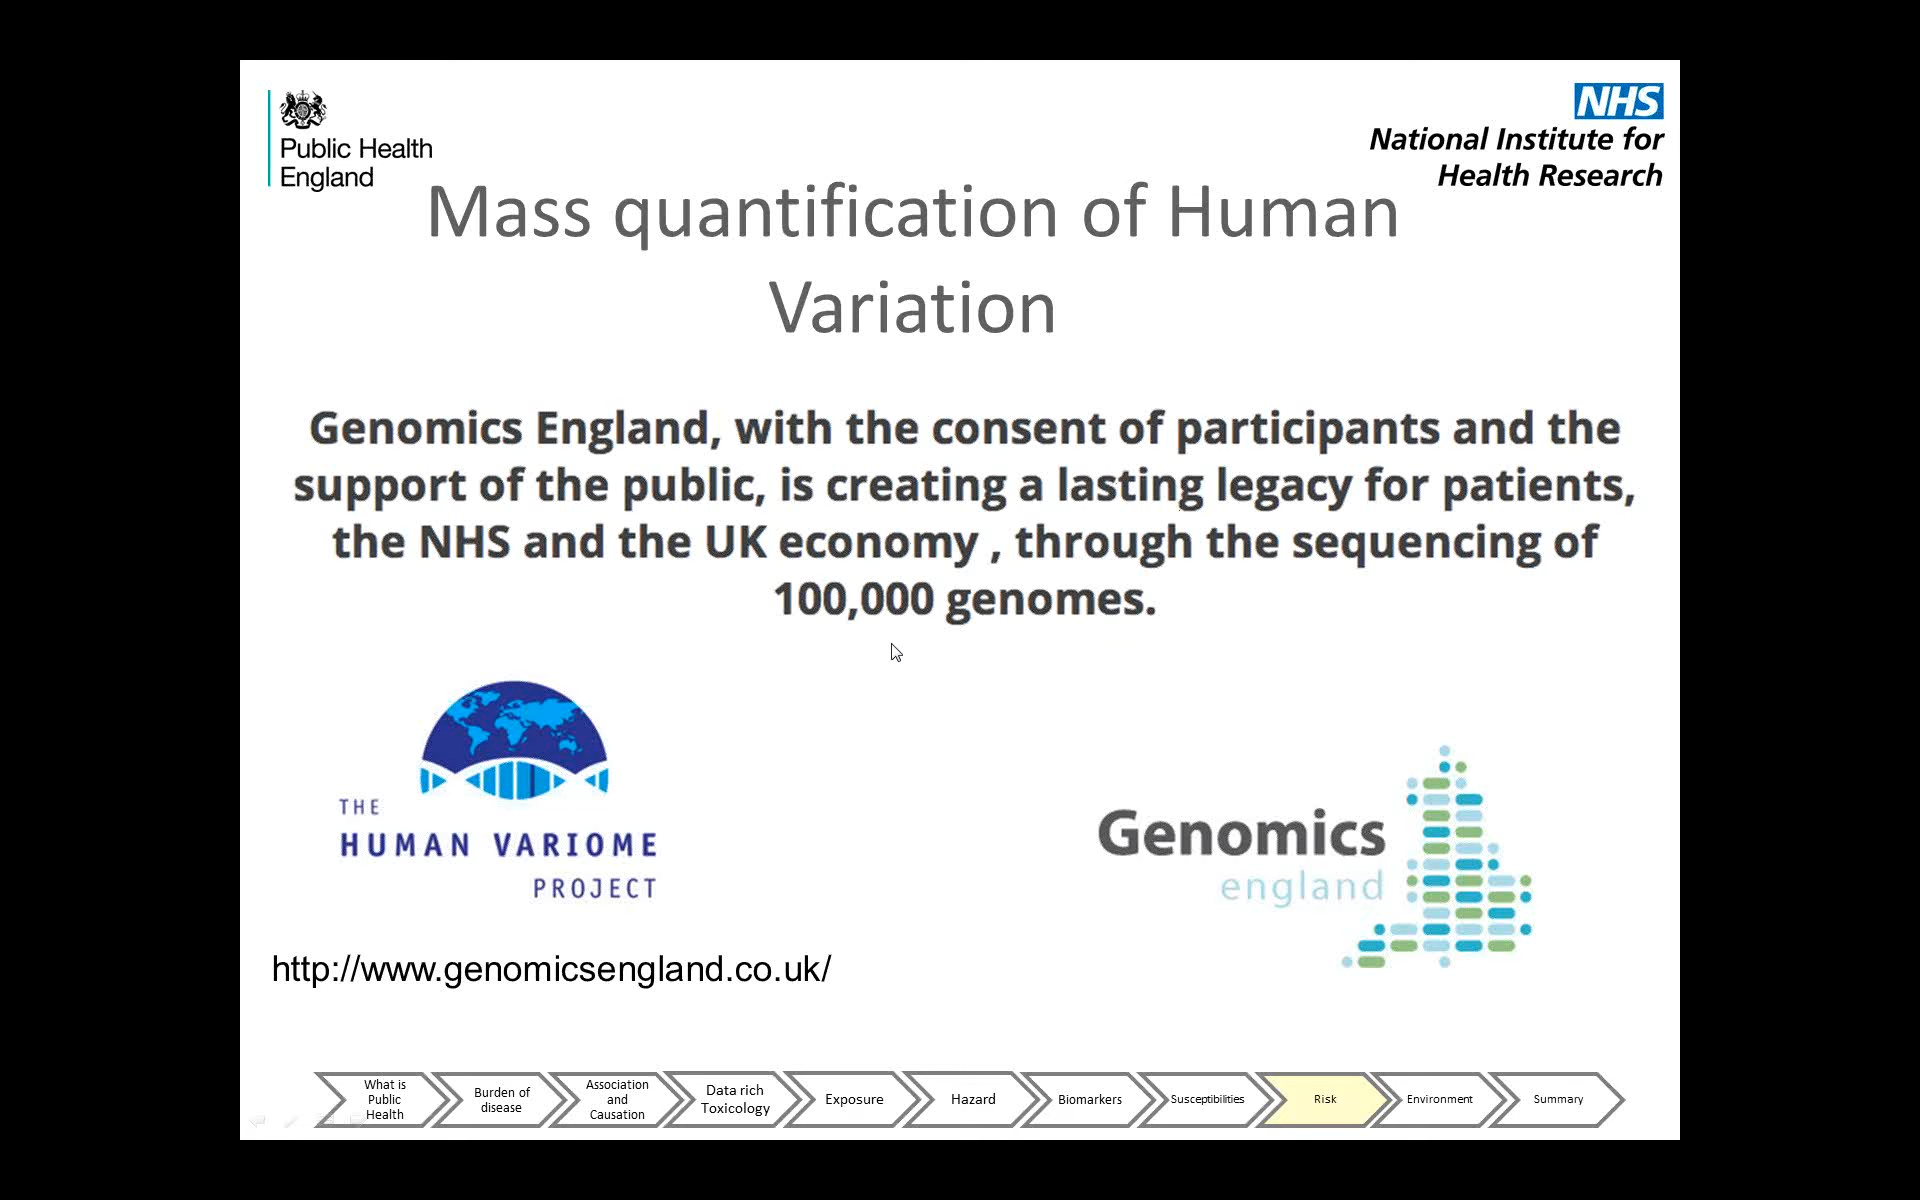 Public Health
England
NHS
National Institute for
Health Research
Mass quantification of Human
Variation
Genomics England, with the consent of participants and the
support of the public, is creating a lasting legacy for patients,
the NHS and the UK economy , through the sequencing of
100,000 genomes.
THE
HUMAN VARIOME
PROJECT
Genomics
england
http://www.genomicsengland.co.uk/
What is
Public
Health
Burden of
disease
Association
and
Causation
Data rich
Toxicology
Exposure
Hazard
Biomarkers
Susceptibilities
Risk
Environment
Summary